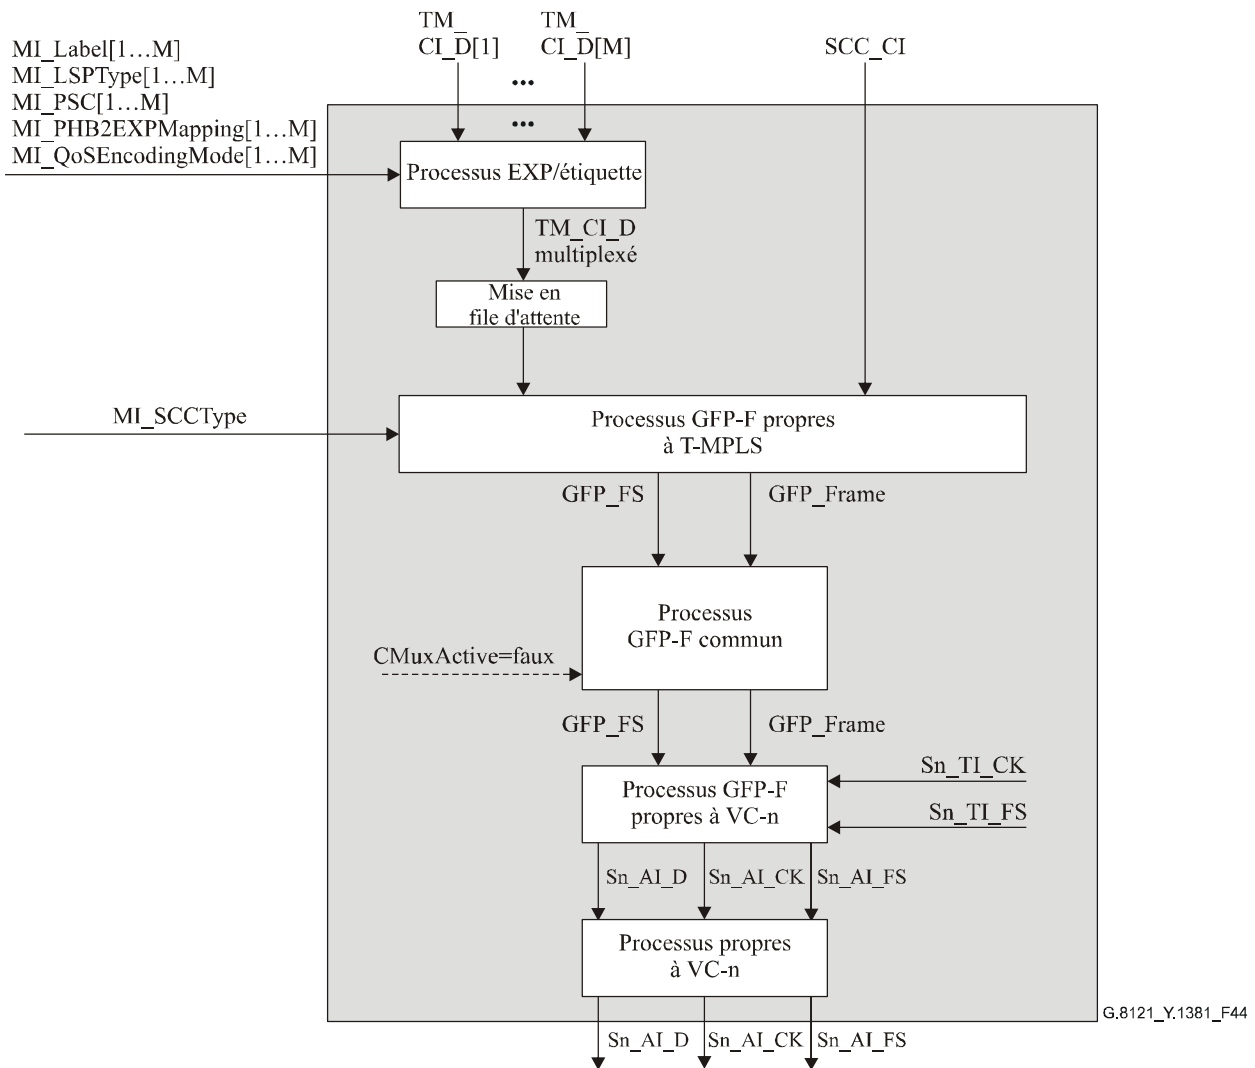 TM_
CI_D[1]
TM_
CI_D[M]
SCC_CI
MI_Label[1…M]
MI_LSPType[1…M]
MI_PSC[1…M]
MI_PHB2EXPMapping[1…M]
MI_QoSEncodingMode[1…M]
...
...
Processus EXP/étiquette
TM_CI_D
multiplexé
Mise en
file d'attente
MI_SCCType
Processus GFP-F propres
à T-MPLS
GFP_FS
GFP_Frame
Processus
GFP-F commun
CMuxActive=faux
GFP_FS
GFP_Frame
Processus GFP-F
propres à VC-n
Sn_TI_CK
Sn_TI_FS
Sn_AI_D
Sn_AI_CK
Sn_AI_FS
Processus propres
à VC-n
G.8121_Y.1381_F44
Sn_AI_D
Sn_AI_CK
Sn_AI_FS